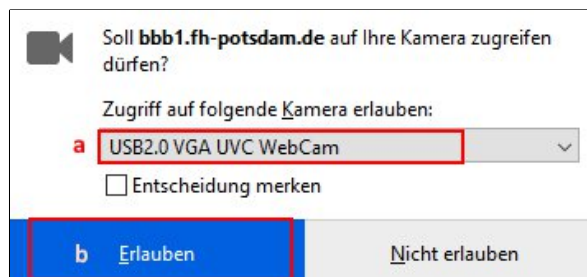 Soll bbb1.fh-potsdam.de auf Ihre Kamera zugreifen
dürfen?
Zugriff auf folgende Kamera erlauben:
a USB2.0 VGA UVC WebCam
Entscheidung merken
b Erlauben Nicht erlauben